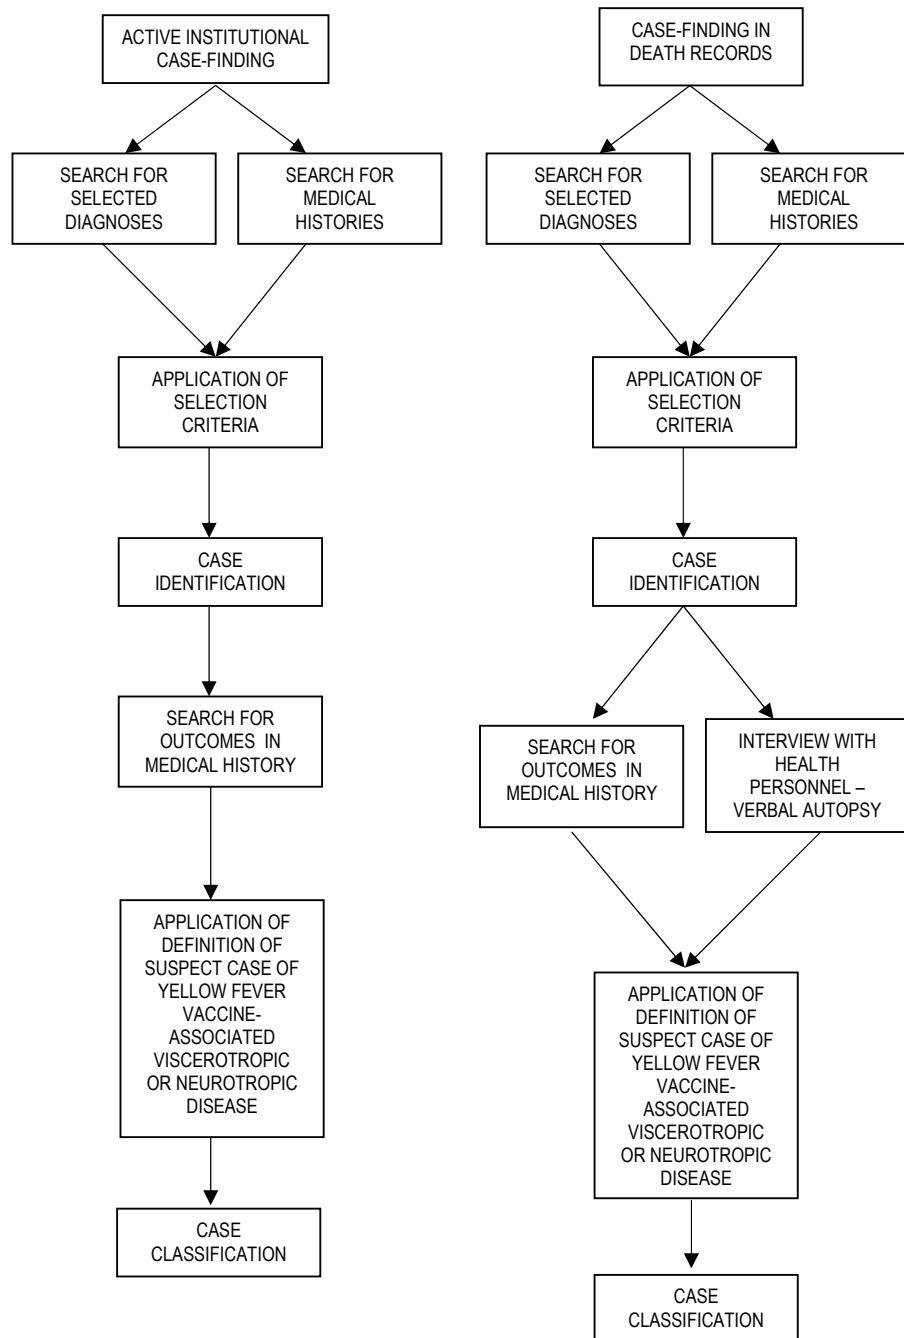 ACTIVE INSTITUTIONAL
CASE-FINDING
SEARCH FOR
SELECTED
DIAGNOSES
SEARCH FOR
MEDICAL
HISTORIES
APPLICATION OF
SELECTION
CRITERIA
CASE
IDENTIFICATION
SEARCH FOR
OUTCOMES IN
MEDICAL HISTORY
APPLICATION OF
DEFINITION OF
SUSPECT CASE OF
YELLOW FEVER
VACCINE-
ASSOCIATED
VISCEROTROPIC
OR NEUROTROPIC
DISEASE
CASE
CLASSIFICATION
CASE-FINDING IN
DEATH RECORDS
SEARCH FOR
SELECTED
DIAGNOSES
SEARCH FOR
MEDICAL
HISTORIES
APPLICATION OF
SELECTION
CRITERIA
CASE
IDENTIFICATION
SEARCH FOR
OUTCOMES IN
MEDICAL HISTORY
INTERVIEW WITH
HEALTH
PERSONNEL –
VERBAL AUTOPSY
APPLICATION OF
DEFINITION OF
SUSPECT CASE OF
YELLOW FEVER
VACCINE-
ASSOCIATED
VISCEROTROPIC
OR NEUROTROPIC
DISEASE
CASE
CLASSIFICATION